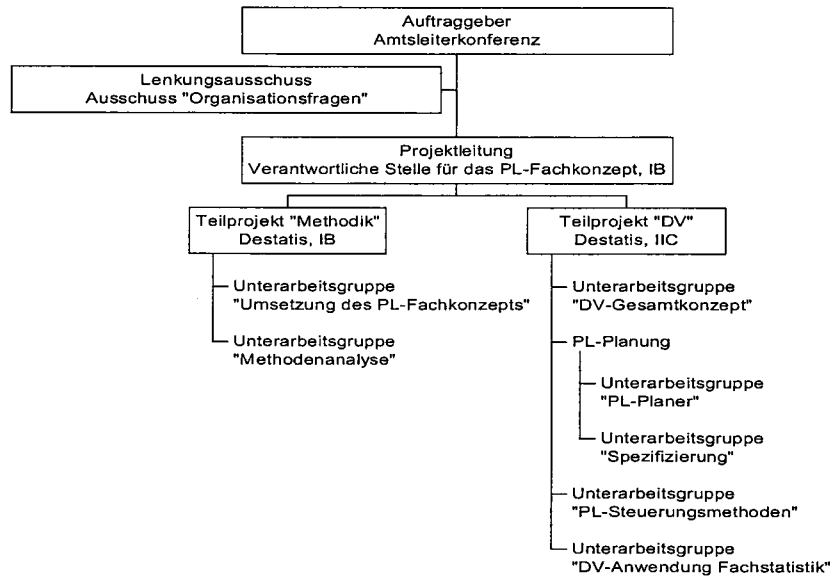 Auftraggeber
Amtsleiterkonferenz
Lenkungsausschuss
Ausschuss "Organisationsfragen"
Projektleitung
Verantwortliche Stelle für das PL-Fachkonzept, IB
Teilprojekt "Methodik"
Destatis, IB
Unterarbeitsgruppe
"Umsetzung des PL-Fachkonzepts"
Unterarbeitsgruppe
"Methodenanalyse"
Teilprojekt "DV"
Destatis, IIC
Unterarbeitsgruppe
"DV-Gesamtkonzept"
PL-Planung
Unterarbeitsgruppe
"PL-Planer"
Unterarbeitsgruppe
"Spezifizierung"
Unterarbeitsgruppe
"PL-Steuerungsmethoden"
Unterarbeitsgruppe
"DV-Anwendung Fachstatistik"